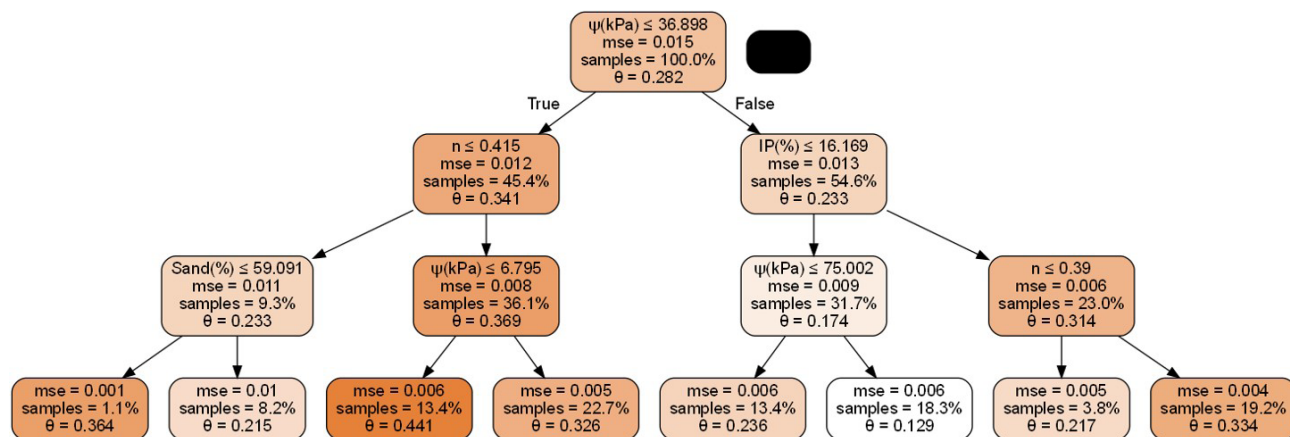 ψ(kPa) ≤ 36.898
mse = 0.015
samples = 100.0%
θ = 0.282
True
False
n ≤ 0.415
mse = 0.012
samples = 45.4%
θ = 0.341
IP(%) ≤ 16.169
mse = 0.013
samples = 54.6%
θ = 0.233
Sand(%) ≤ 59.091
mse = 0.011
samples = 9.3%
θ = 0.233
ψ(kPa) ≤ 6.795
mse = 0.008
samples = 36.1%
θ = 0.369
ψ(kPa) ≤ 75.002
mse = 0.009
samples = 31.7%
θ = 0.174
n ≤ 0.39
mse = 0.006
samples = 23.0%
θ = 0.314
mse = 0.001
samples = 1.1%
θ = 0.364
mse = 0.01
samples = 8.2%
θ = 0.215
mse = 0.006
samples = 13.4%
θ = 0.441
mse = 0.005
samples = 22.7%
θ = 0.326
mse = 0.006
samples = 13.4%
θ = 0.236
mse = 0.006
samples = 18.3%
θ = 0.129
mse = 0.005
samples = 3.8%
θ = 0.217
mse = 0.004
samples = 19.2%
θ = 0.334